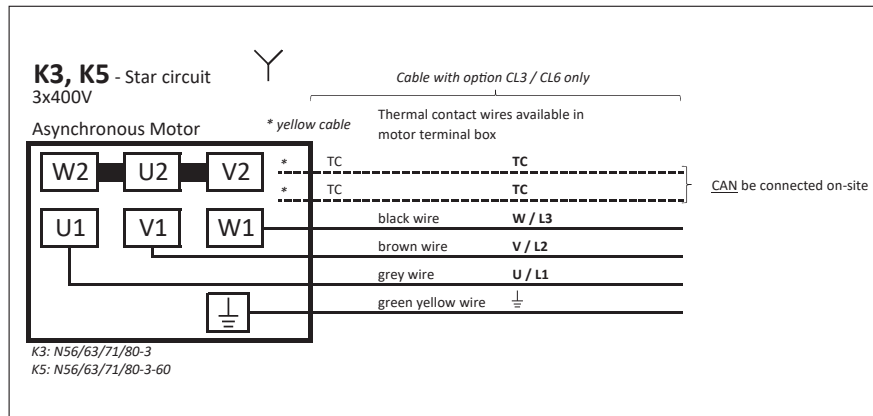 K3, K5 - Star circuit
3x400V
Asynchronous Motor
* yellow cable
Cable with option CL3 / CL6 only
Thermal contact wires available in
motor terminal box
W2 U2 V2
* TC TC
* TC TC
CAN be connected on-site
U1 V1 W1
black wire W / L3
brown wire V / L2
grey wire U / L1
green yellow wire
K3: N56/63/71/80-3
K5: N56/63/71/80-3-60